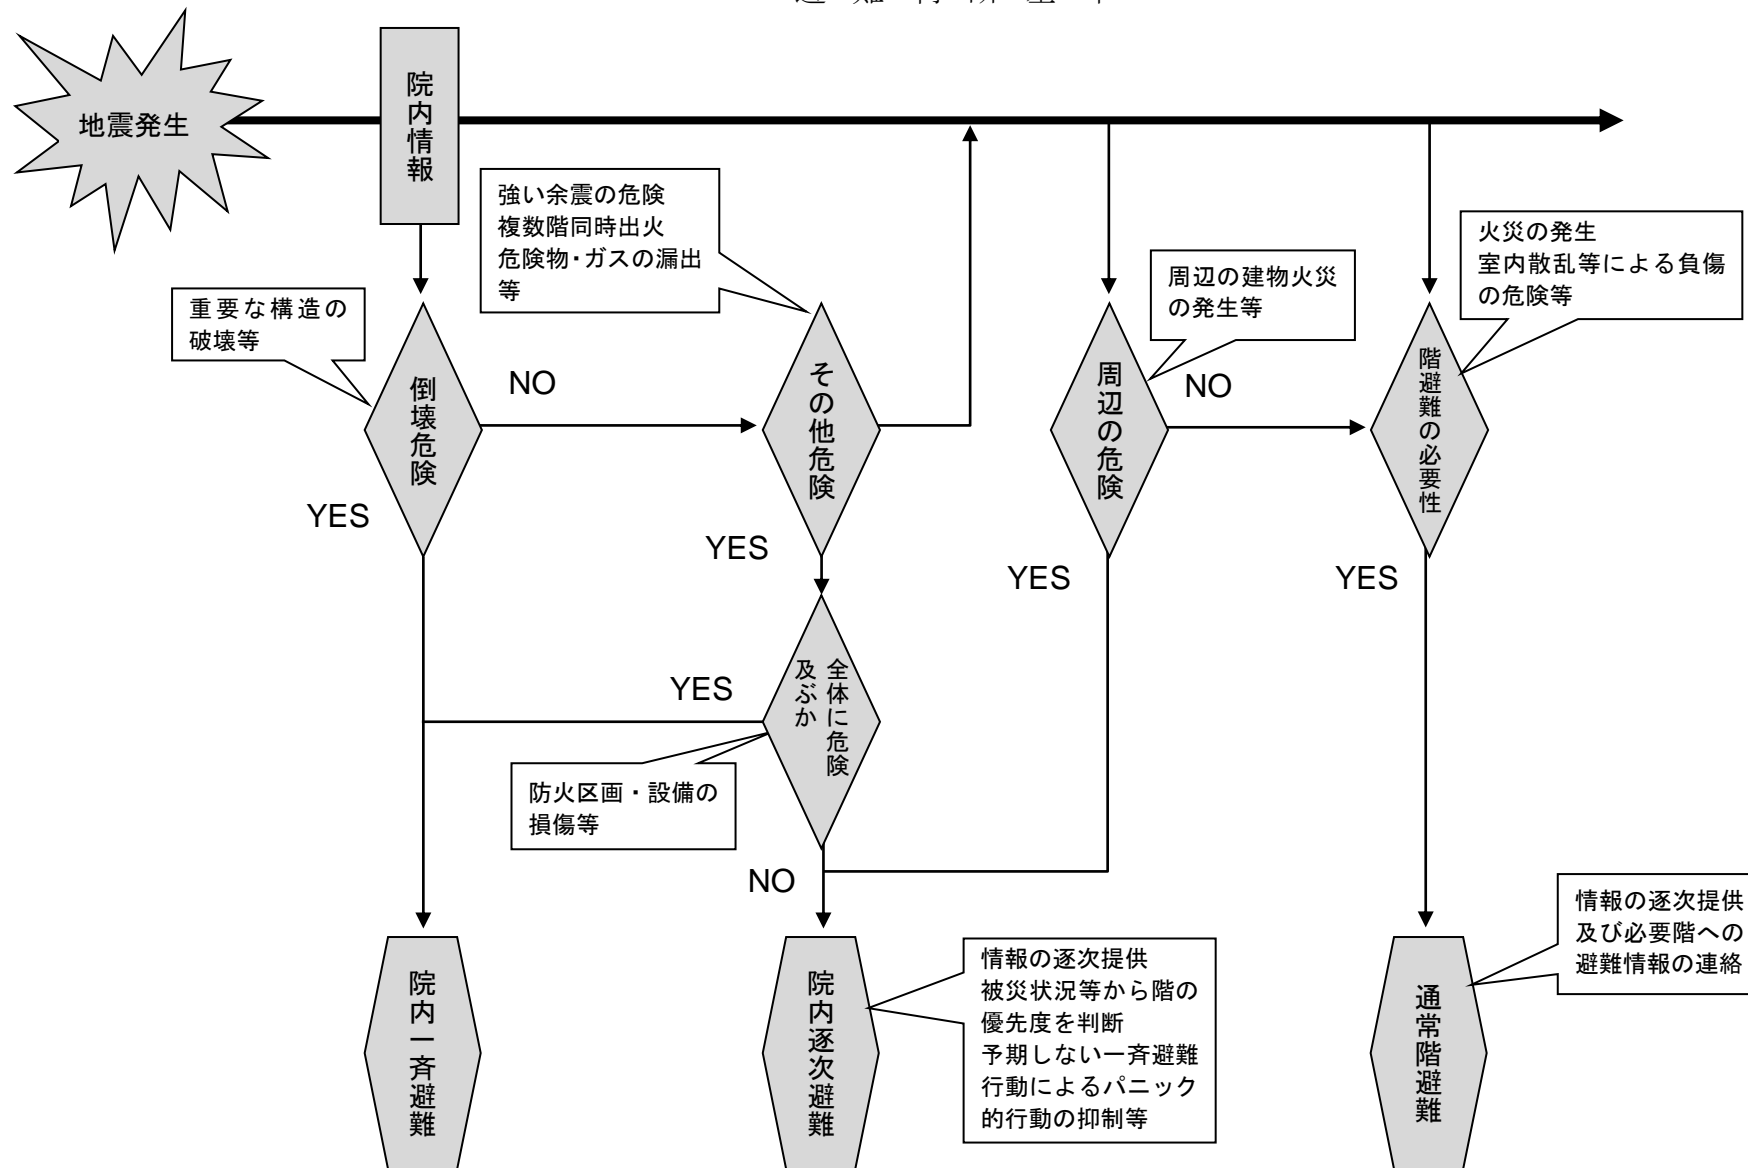 地震発生
院内情報
強い余震の危険
複数階同時出火
危険物・ガスの漏出
等
火災の発生
室内散乱等による負傷
の危険等
周辺の建物火災
の発生等
重要な構造の
破壊等
倒壊危険
NO
その他危険
周辺の危険
NO
階避難の必要性
YES
YES
YES
YES
全体に危険
及ぶか
YES
防火区画・設備の
損傷等
NO
情報の逐次提供
及び必要階への
避難情報の連絡
院内一斉避難
院内逐次避難
情報の逐次提供
被災状況等から階の
優先度を判断
予期しない一斉避難
行動によるパニック
的行動の抑制等
通常階避難